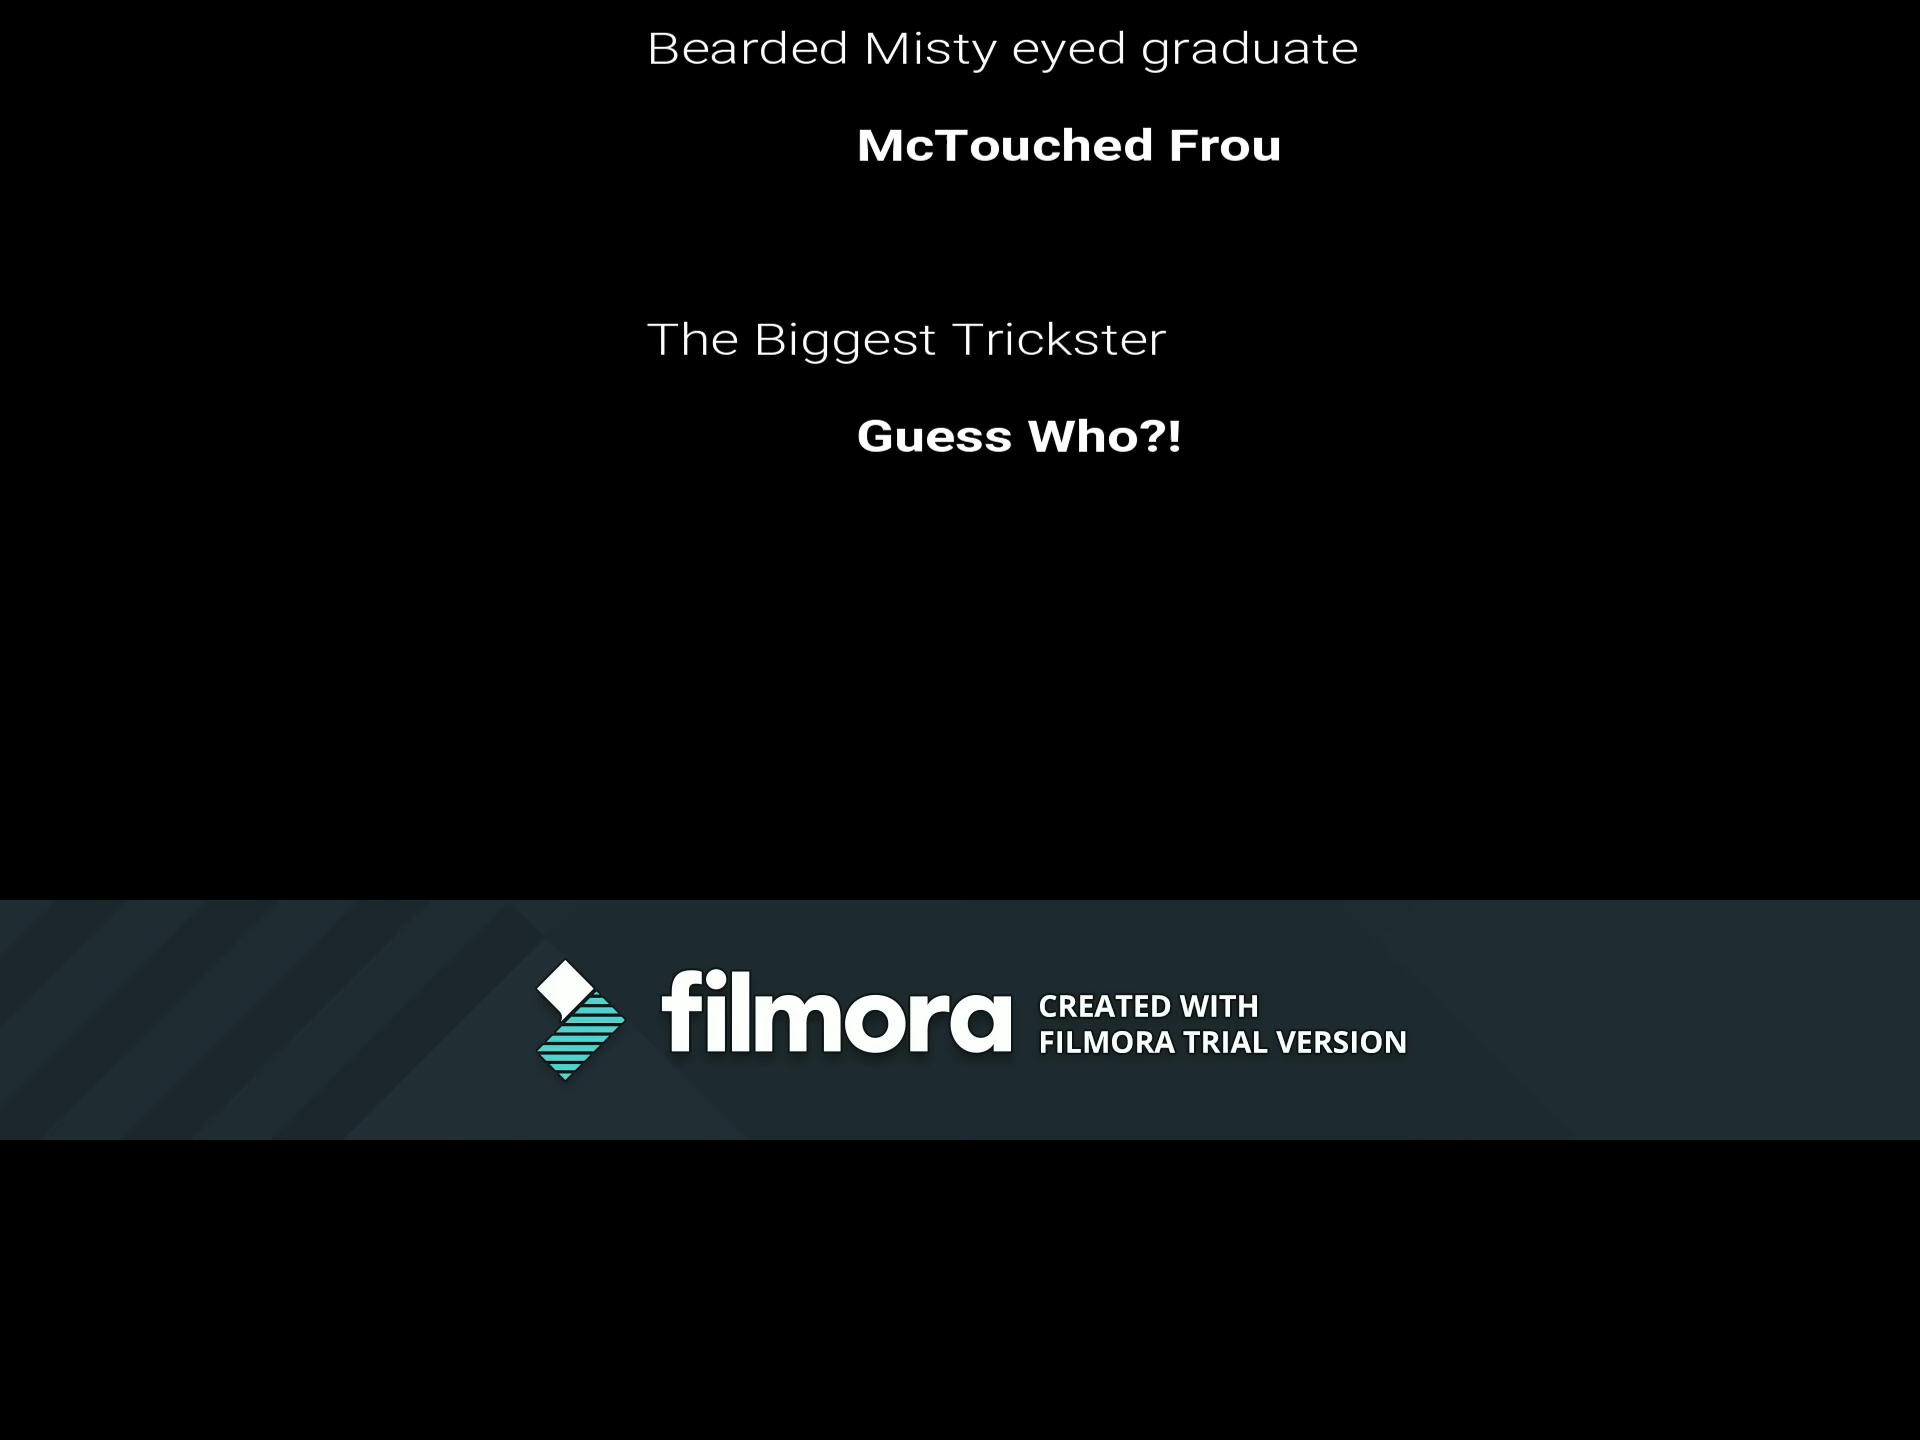 Bearded Misty eyed graduate
McTouched Frou
The Biggest Trickster
Guess Who?!
filmora
CREATED WITH
FILMORA TRIAL VERSION